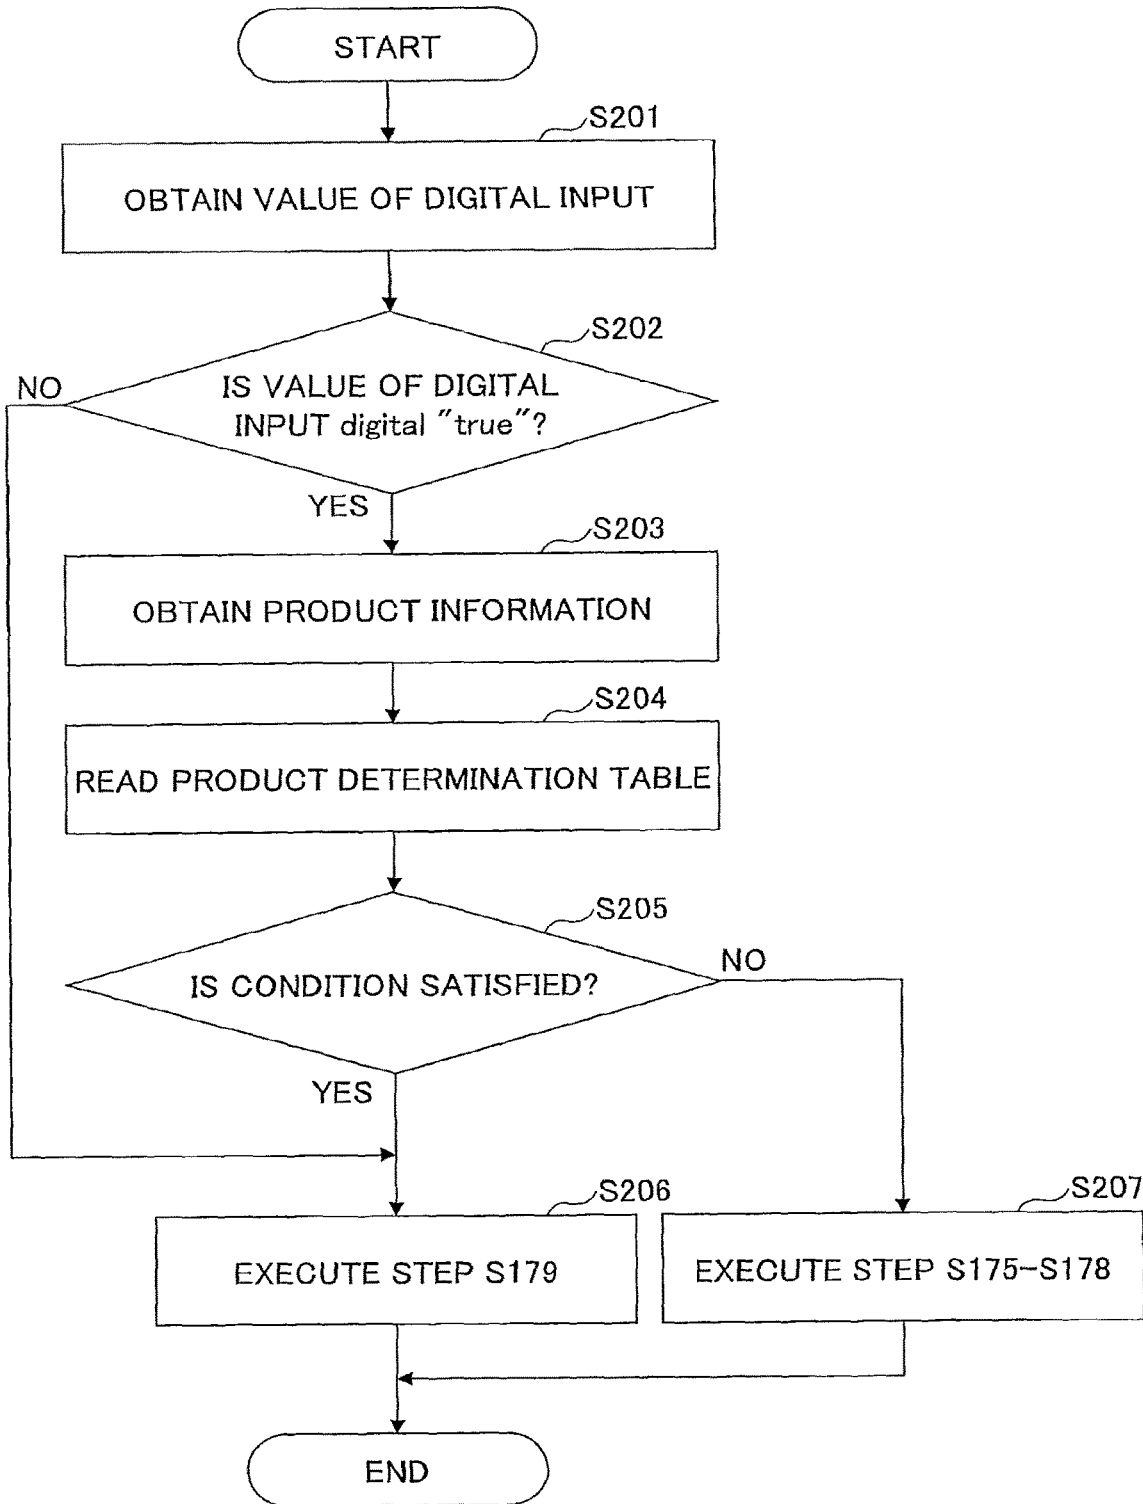 START
S201
OBTAIN VALUE OF DIGITAL INPUT
S202
NO
IS VALUE OF DIGITAL
INPUT digital "true"?
YES
S203
OBTAIN PRODUCT INFORMATION
S204
READ PRODUCT DETERMINATION TABLE
S205
NO
IS CONDITION SATISFIED?
YES
S206
S207
EXECUTE STEP S179
EXECUTE STEP S175-S178
END